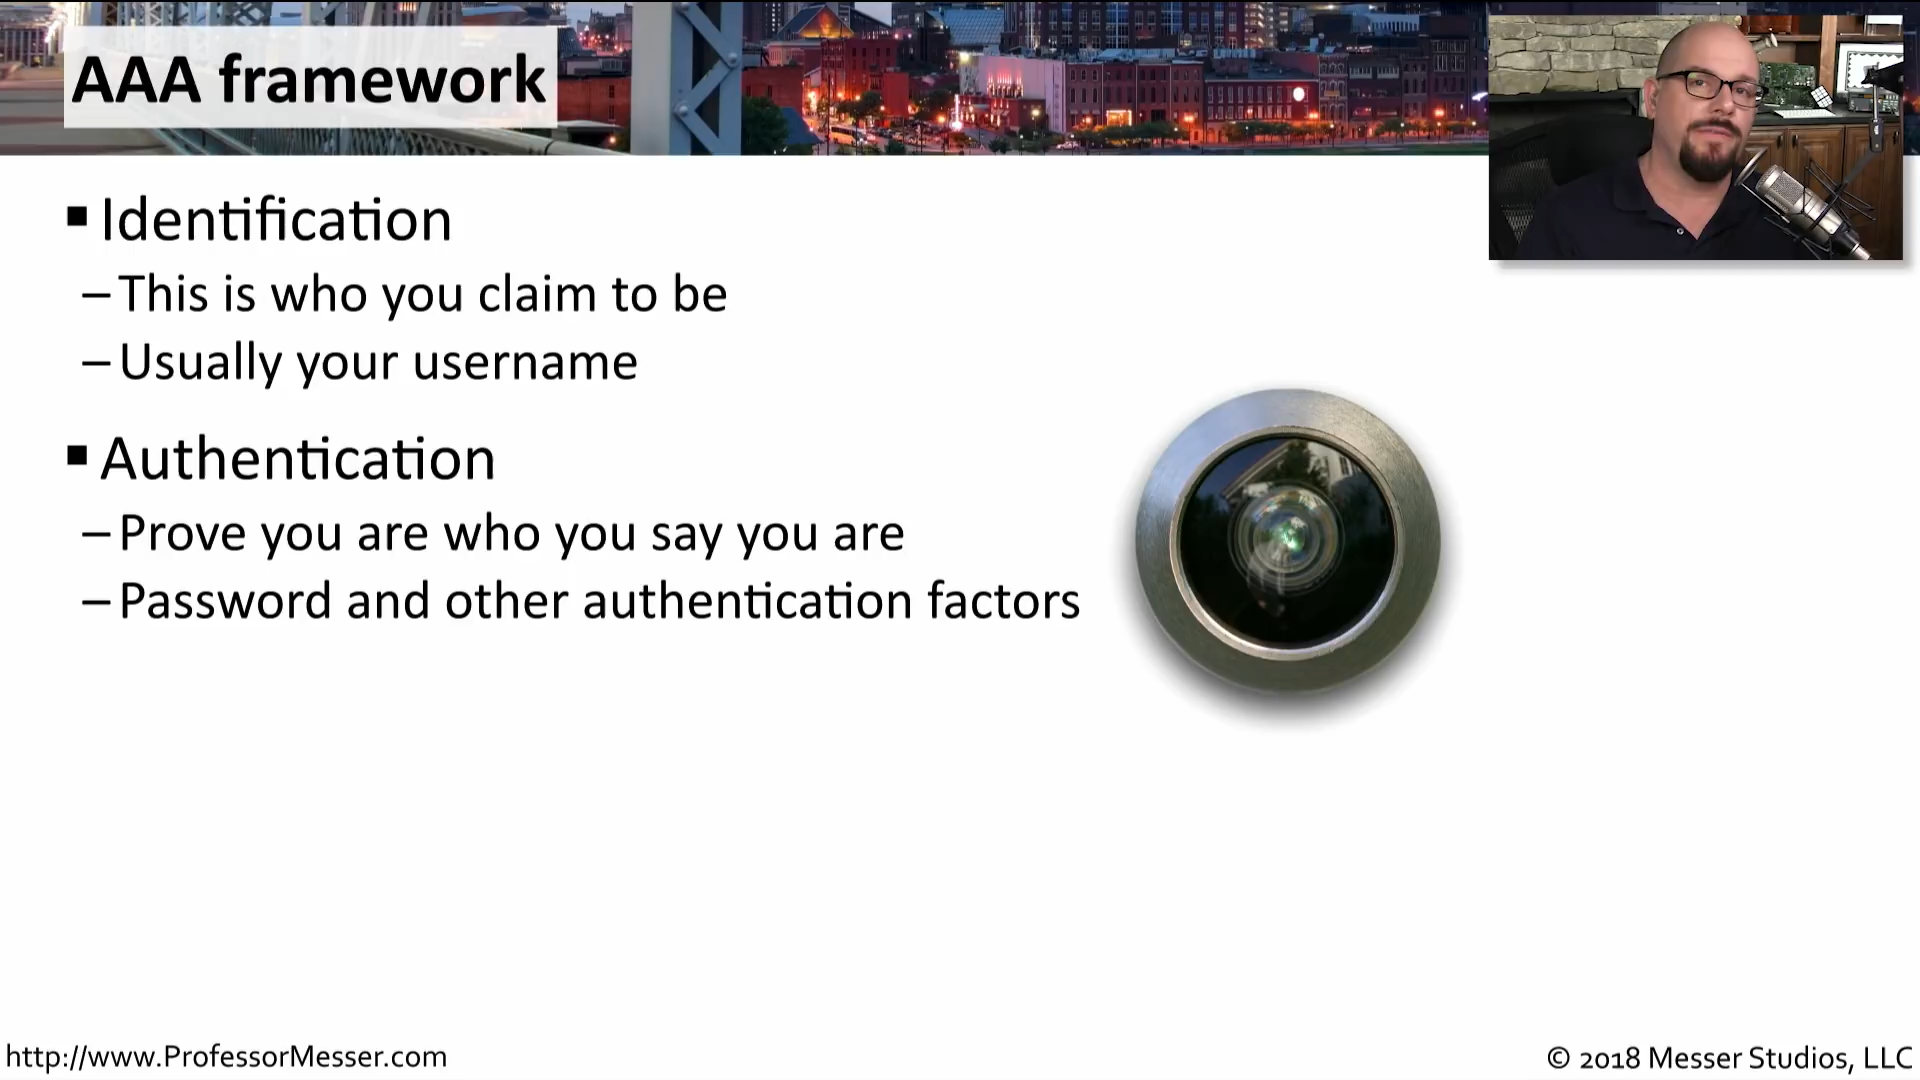 AAA framework
▪ Identification
– This is who you claim to be
– Usually your username
▪ Authentication
– Prove you are who you say you are
– Password and other authentication factors
http://www.ProfessorMesser.com
© 2018 Messer Studios, LLC